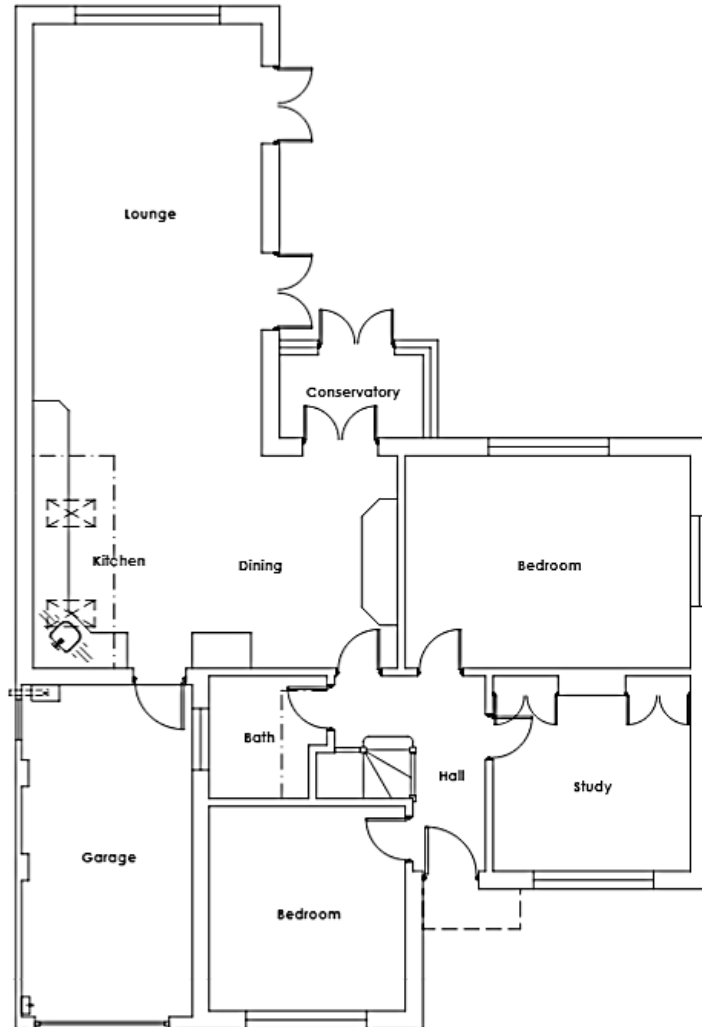 Lounge
Conservatory
Kitchen
Dining
Bedroom
Bath
Hall
Study
Garage
Bedroom